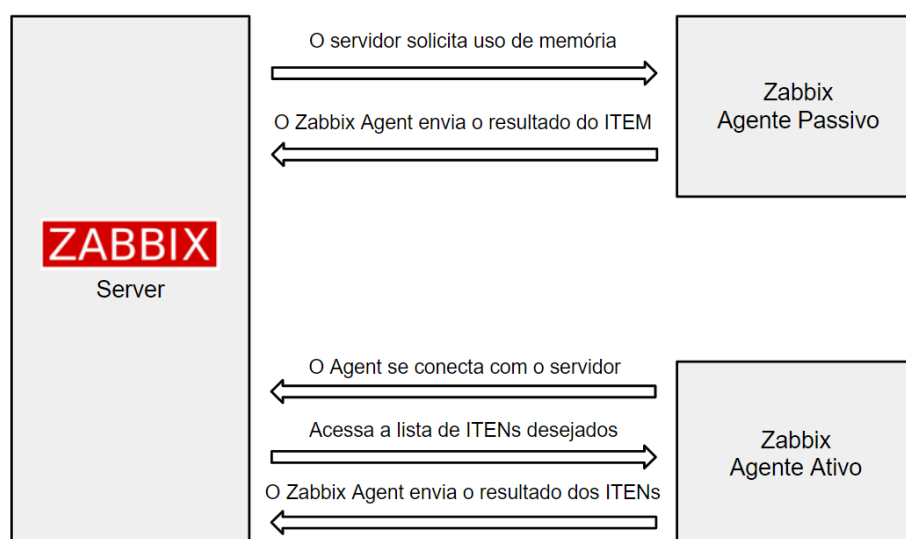 O servidor solicita uso de memória
O Zabbix Agent envia o resultado do ITEM
Zabbix
Agente Passivo
ZABBIX
Server
O Agent se conecta com o servidor
Acessa a lista de ITENs desejados
O Zabbix Agent envia o resultado dos ITENs
Zabbix
Agente Ativo